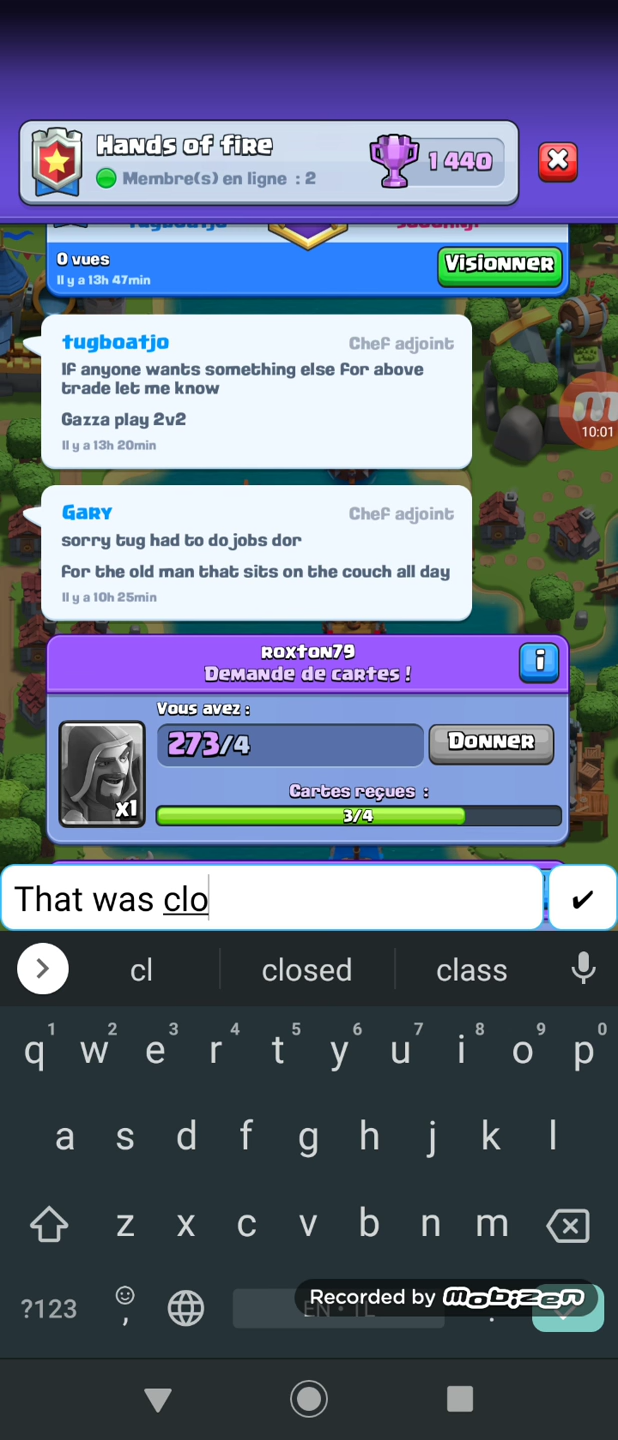 Hands of fire
1440
Membre(s) en ligne : 2
0 vues
Il y a 13h 47min
Visionner
tugboatjo
Chef adjoint
If anyone wants something else for above
trade let me know
Gazza play 2v2
Il y a 13h 20min
10:01
Gary
Chef adjoint
sorry tug had to do jobs dor
for the old man that sits on the couch all day
Il y a 10h 25min
roxton79
Demande de cartes !
Vous avez :
273/4
Donner
x1
Cartes reçues :
3/4
That was clo
cl closed class
1 2 3 4 5 6 7 8 9 0
q w e r t y u i o p
a s d f g h j k l
z x c v b n m
?123 , EN • TL .
Recorded by mobizen